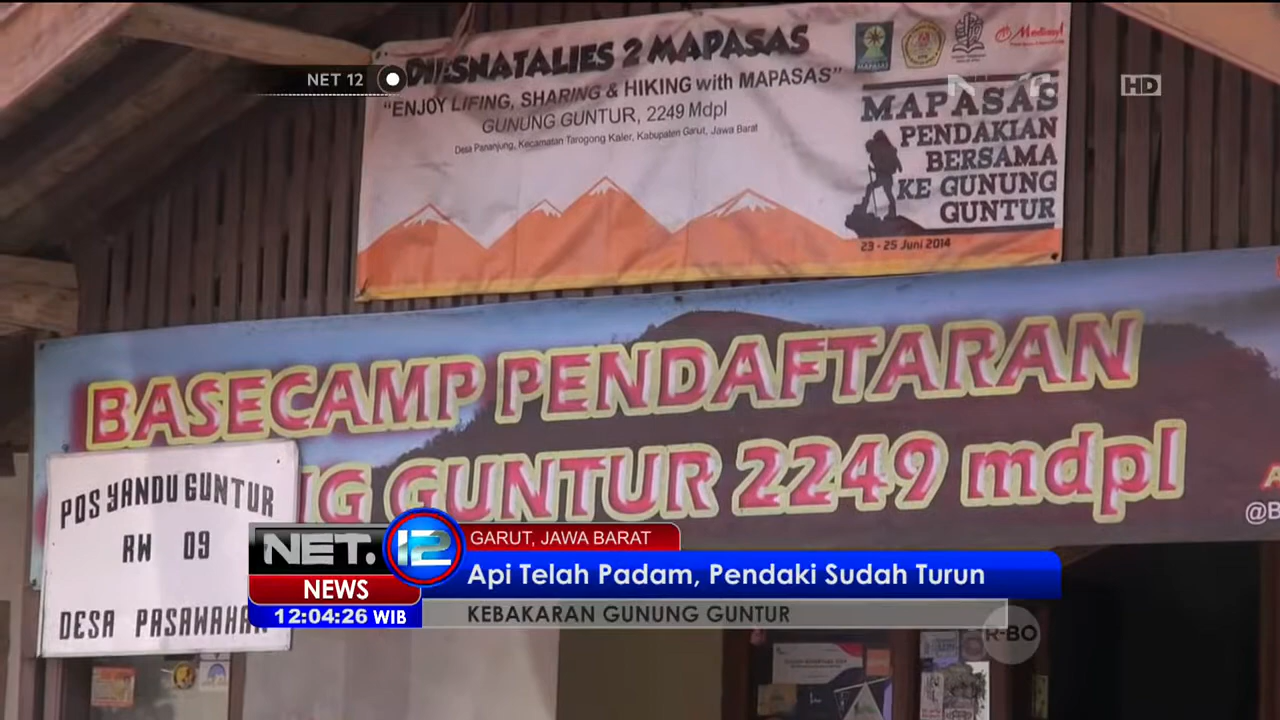 NET 12
HD
DIESNATALIES 2 MAPASAS
"ENJOY LIFING, SHARING & HIKING with MAPASAS"
GUNUNG GUNTUR, 2249 Mdpl
Desa Pananjung, Kecamatan Tarogong Kaler, Kabupaten Garut, Jawa Barat
MAPASAS
MAPASAS
PENDAKIAN
BERSAMA
KE GUNUNG
GUNTUR
23 - 25 Juni 2014
BASECAMP PENDAFTARAN
NG GUNTUR 2249 mdpl
@B
POS YANDU GUNTUR
RW 09
DESA PASAWAHAN
NET. 12
NEWS
12:04:26 WIB
GARUT, JAWA BARAT
Api Telah Padam, Pendaki Sudah Turun
KEBAKARAN GUNUNG GUNTUR
R-BO